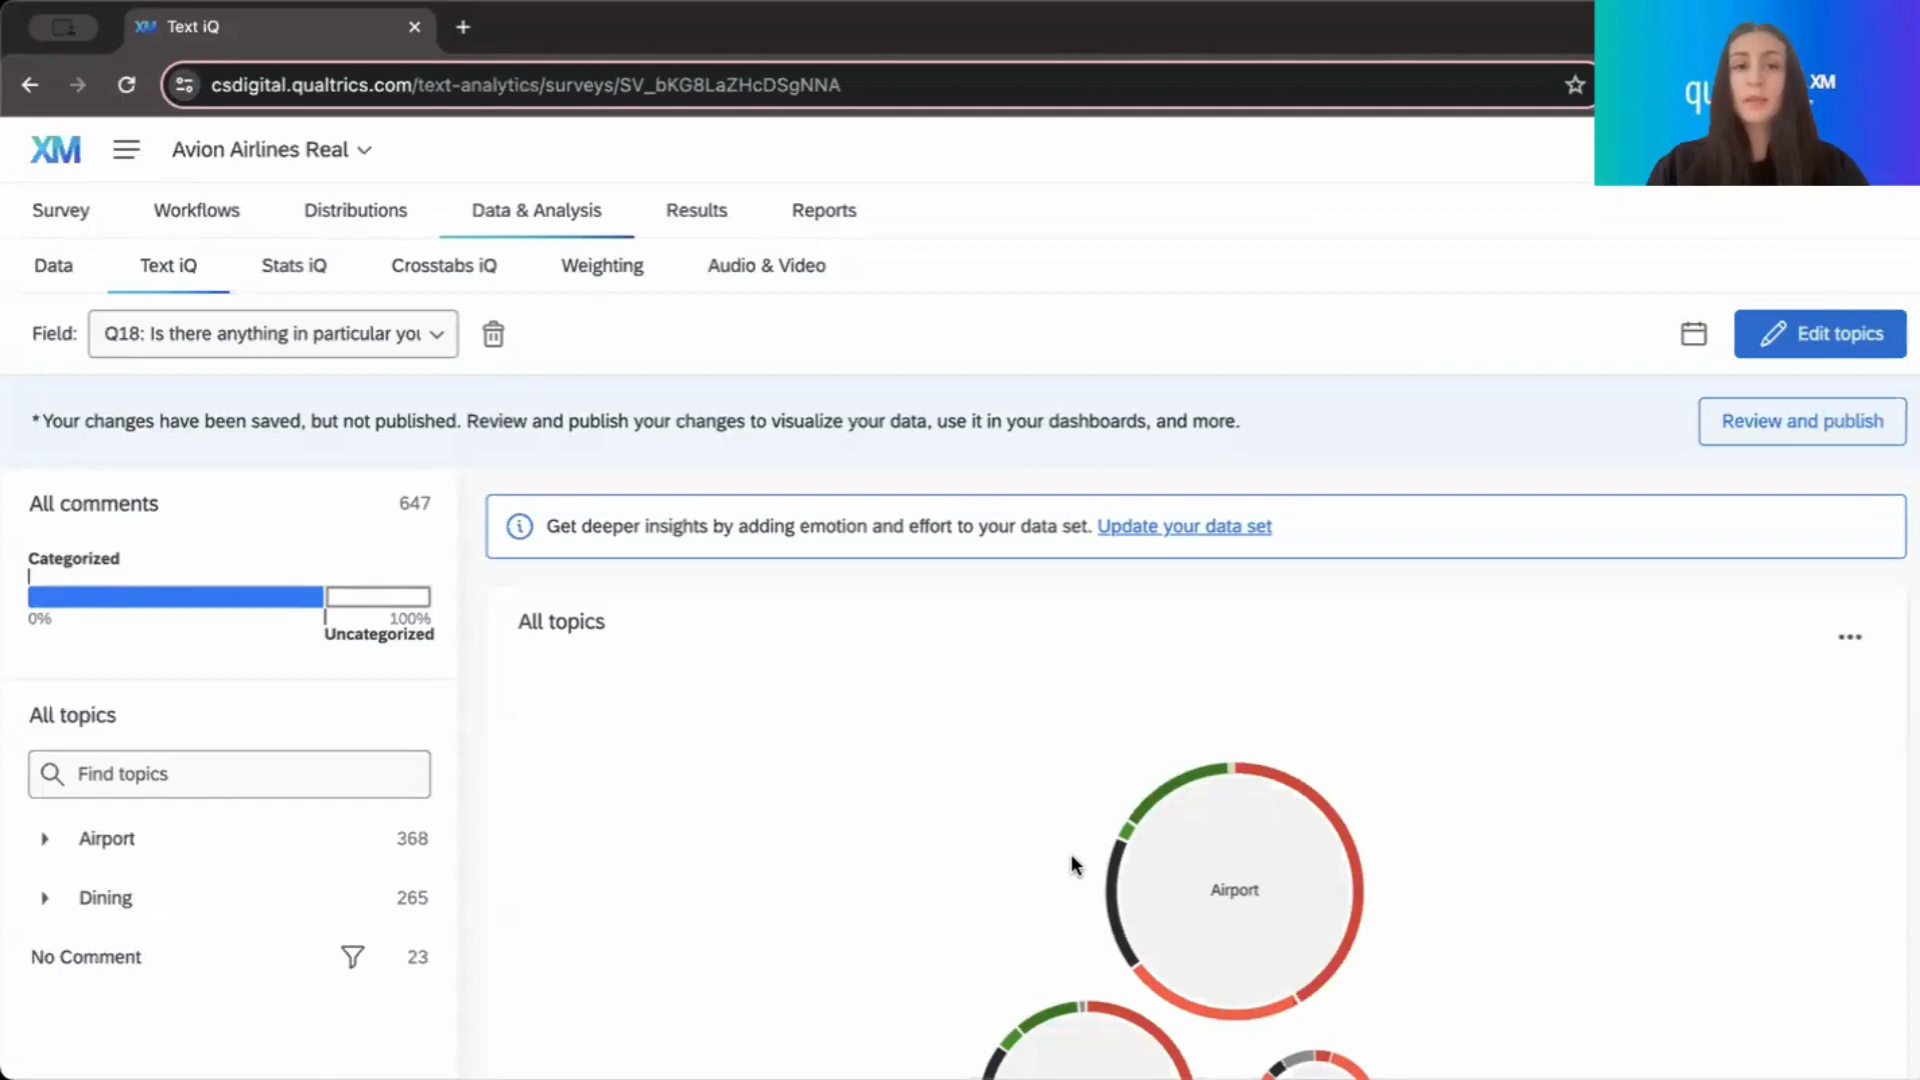 XM Text iQ
csdigital.qualtrics.com/text-analytics/surveys/SV_bKG8LaZHcDSgNNA
XM
XM Avion Airlines Real
Survey Workflows Distributions Data & Analysis Results Reports
Data Text iQ Stats iQ Crosstabs iQ Weighting Audio & Video
Field: Q18: Is there anything in particular you Edit topics
* Your changes have been saved, but not published. Review and publish your changes to visualize your data, use it in your dashboards, and more. Review and publish
All comments 647
Get deeper insights by adding emotion and effort to your data set. Update your data set
Categorized
0% 100%
Uncategorized
All topics
All topics
Find topics
Airport 368
Airport
Dining 265
No Comment 23